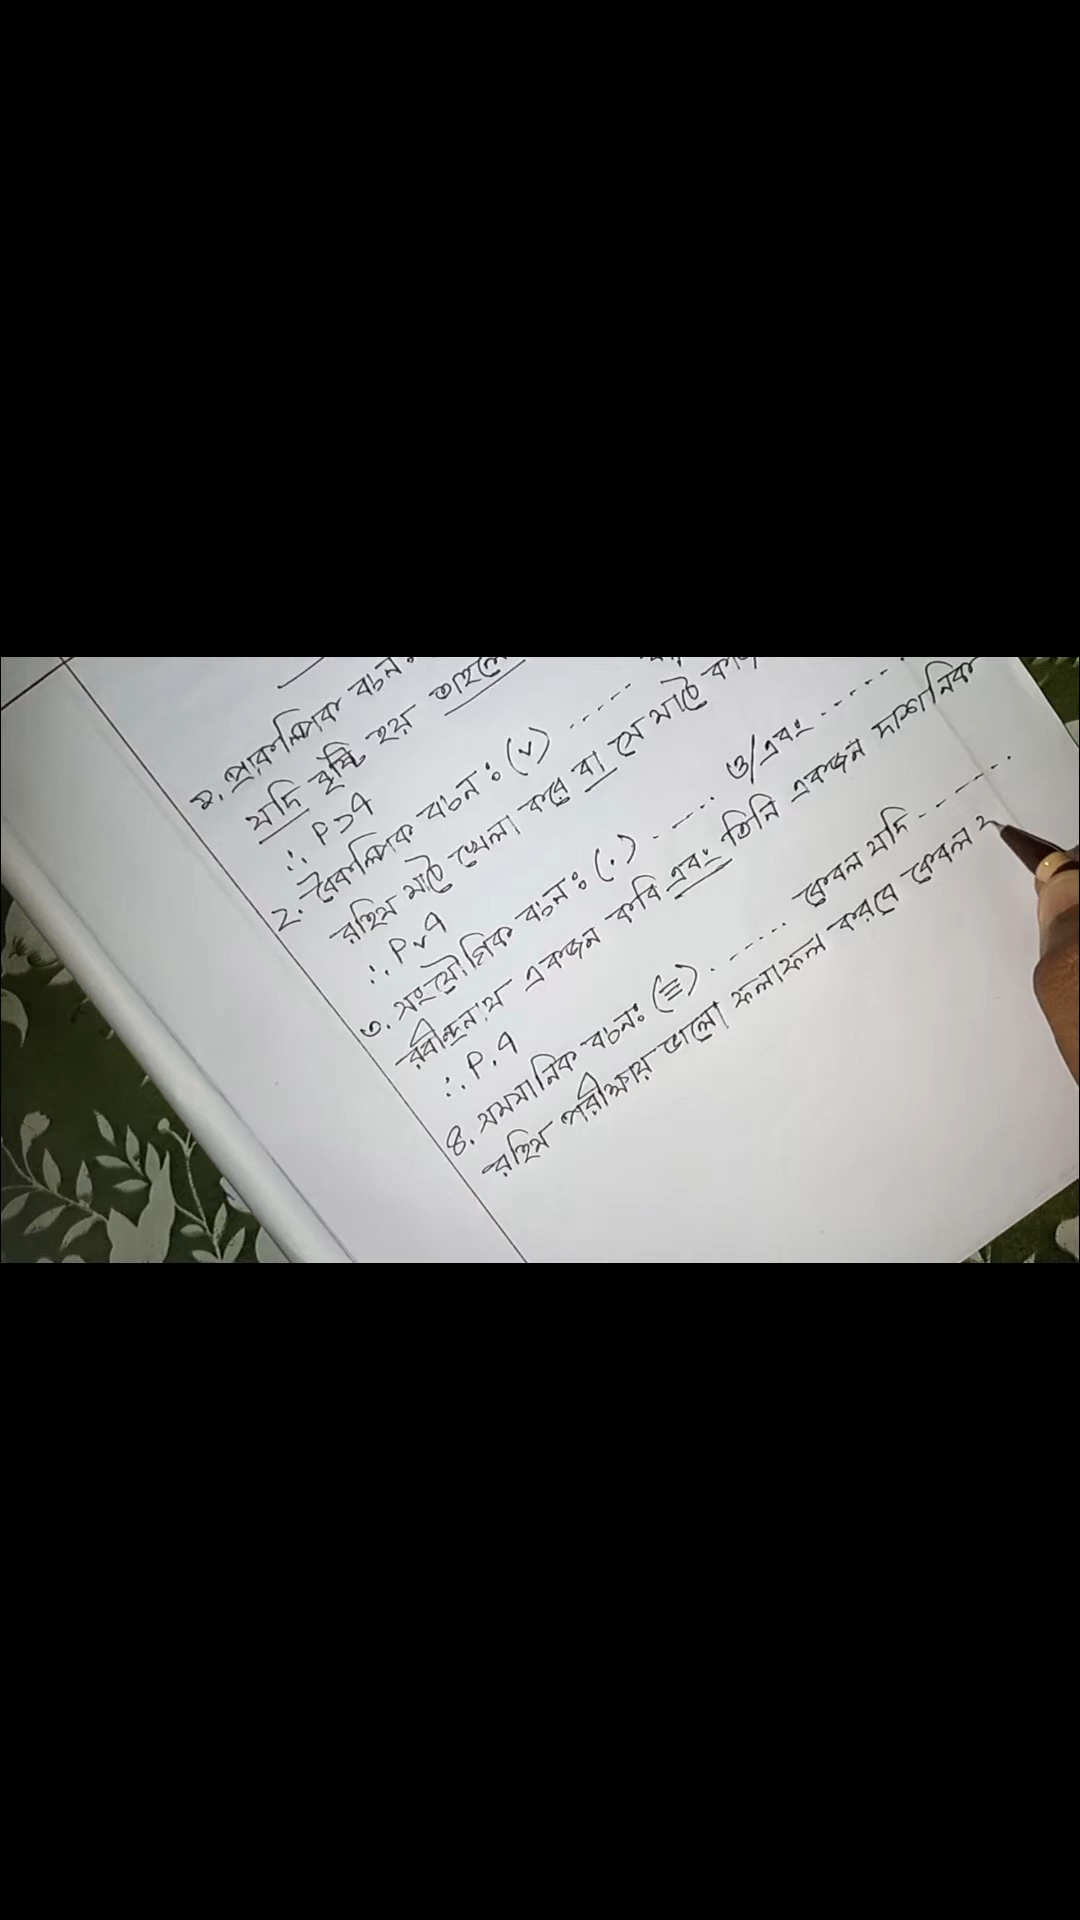 ১. প্রাকল্পিক বচন:
যদি বৃষ্টি হয় তাহলে
∴ P⊃q
২. বৈকল্পিক বচন : (v) -----
রহিম মাঠে খেলা করে বা সে মাঠে
∴ P v q
৩. সংযৌগিক বচন : (.) ----- ও/এবং -----
রবীন্দ্রনাথ একজন কবি এবং তিনি একজন দার্শনিক
∴ P . q
৪. সমমানিক বচন: (≡) . ----- কেবল যদি ------
রহিম পরীক্ষায় ভালো ফলাফল করবে কেবল